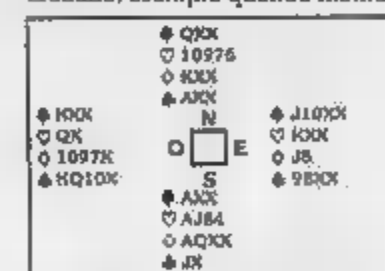 ♠ QXX
♡ 10976
◇ KXX
♣ AXX
♠ KXX N ♠ J10XX
♡ QX ♡ KXX
◇ 1097X O E ◇ J8
♣ KQ10X S ♣ 98XX
♠ AXX
♡ AJ84
◇ AQXX
♣ JX